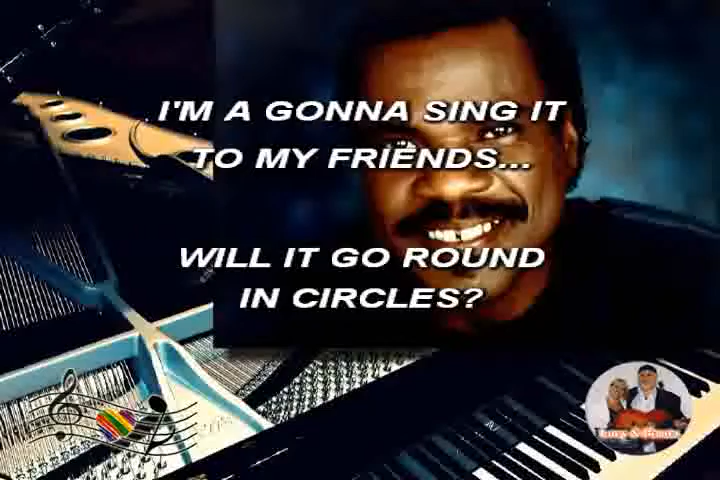 I'M A GONNA SING IT
TO MY FRIENDS...
WILL IT GO ROUND
IN CIRCLES?